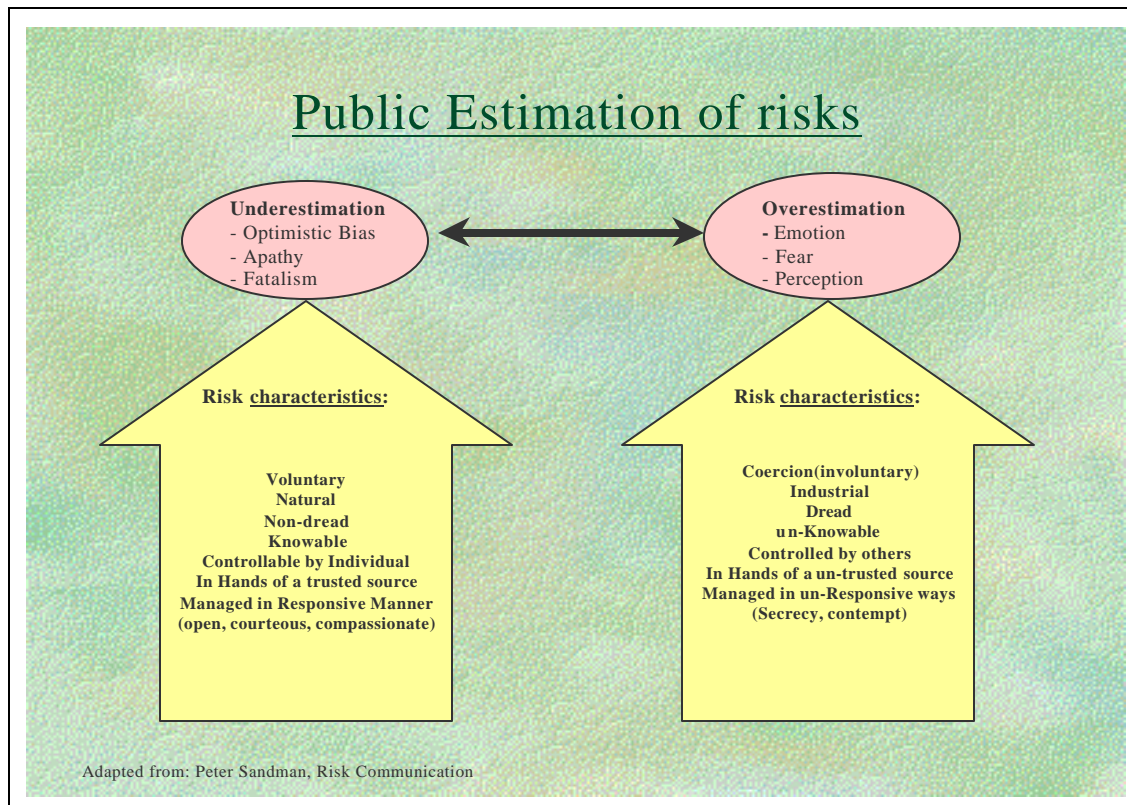 Public Estimation of risks
Underestimation
- Optimistic Bias
- Apathy
- Fatalism
Overestimation
- Emotion
- Fear
- Perception
Risk characteristics:
Voluntary
Natural
Non-dread
Knowable
Controllable by Individual
In Hands of a trusted source
Managed in Responsive Manner
(open, courteous, compassionate)
Risk characteristics:
Coercion(involuntary)
Industrial
Dread
un-Knowable
Controlled by others
In Hands of a un-trusted source
Managed in un-Responsive ways
(Secrecy, contempt)
Adapted from: Peter Sandman, Risk Communication